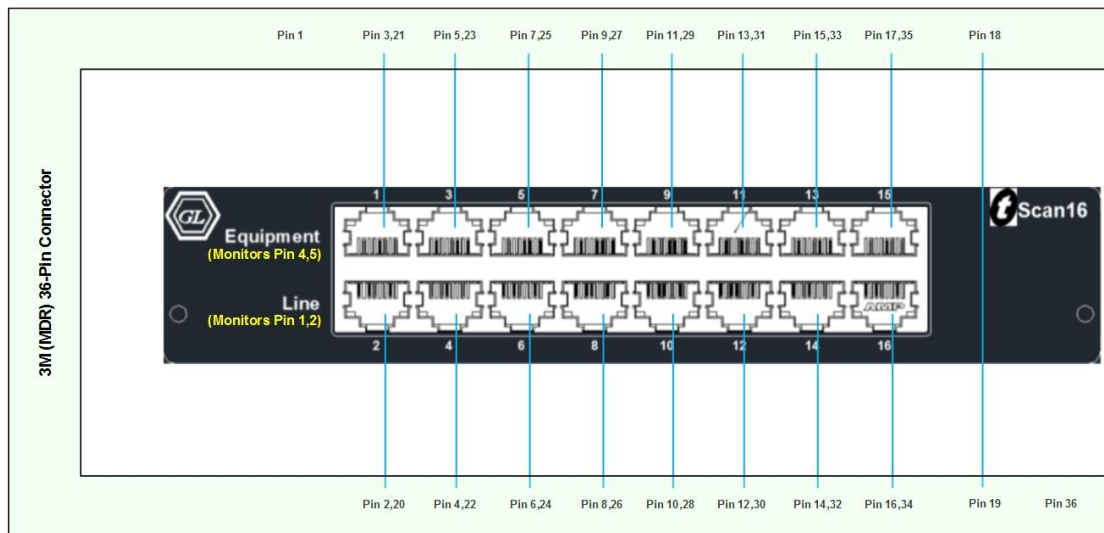 Pin 1 Pin 3,21 Pin 5,23 Pin 7,25 Pin 9,27 Pin 11,29 Pin 13,31 Pin 15,33 Pin 17,35 Pin 18
3M (MDR) 36-Pin Connector
GL
1 3 5 7 9 11 13 15
t Scan16
Equipment
(Monitors Pin 4,5)
Line
(Monitors Pin 1,2)
AMP
2 4 6 8 10 12 14 16
Pin 2,20 Pin 4,22 Pin 6,24 Pin 8,26 Pin 10,28 Pin 12,30 Pin 14,32 Pin 16,34 Pin 19 Pin 36